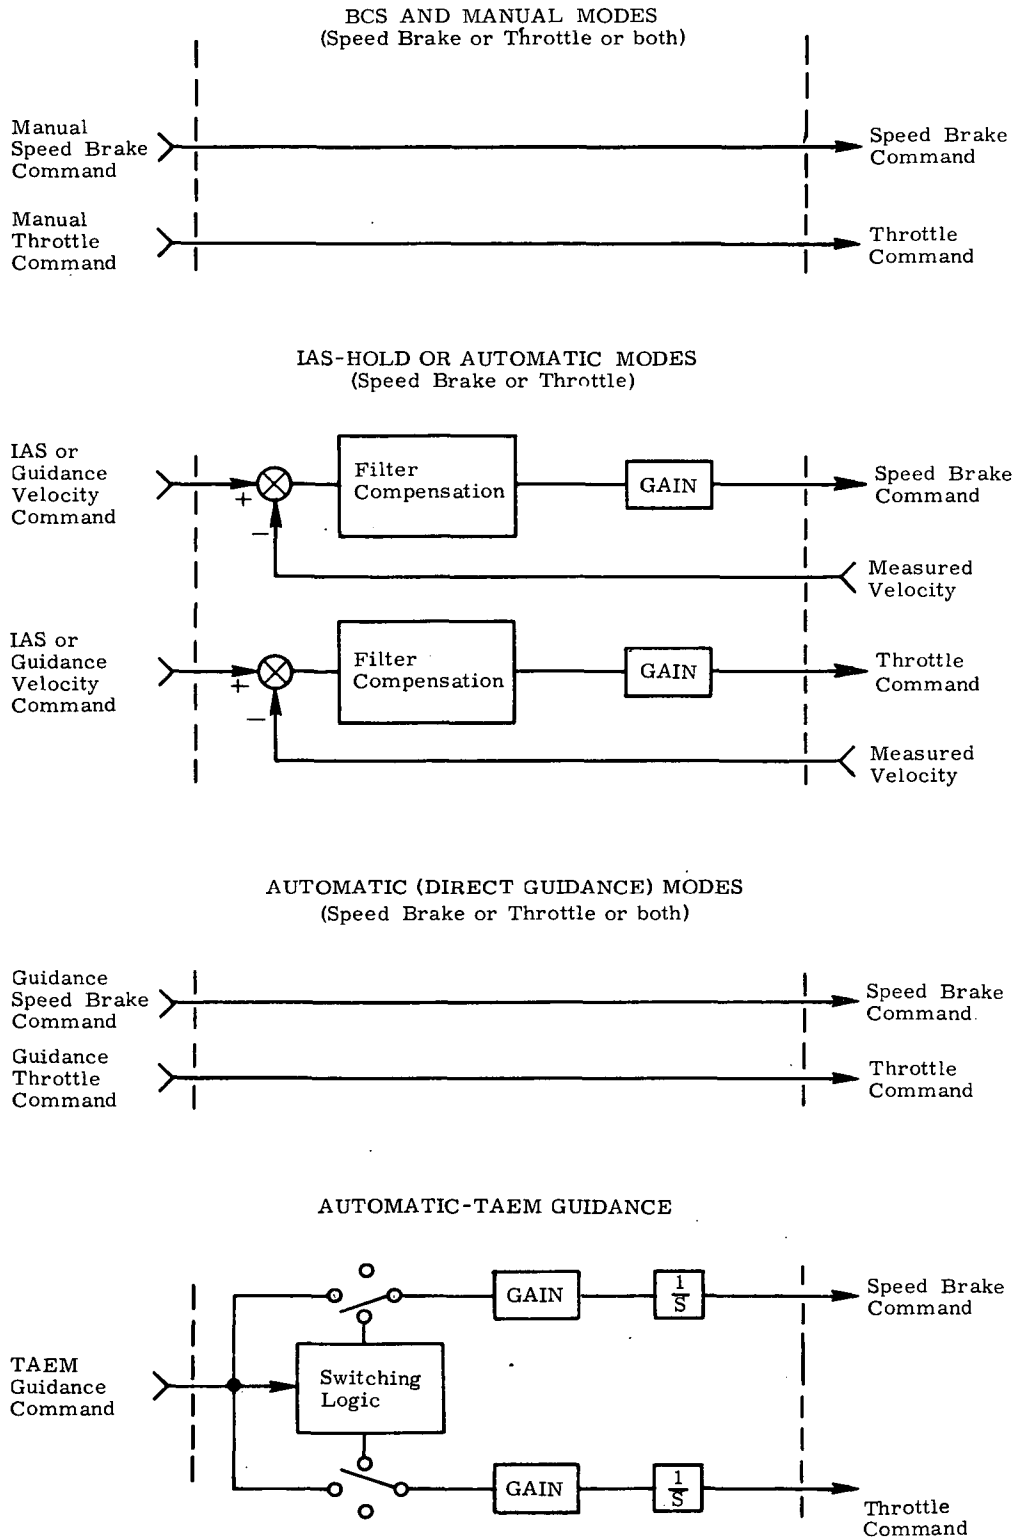 BCS AND MANUAL MODES
(Speed Brake or Throttle or both)
Manual
Speed Brake
Command
Speed Brake
Command
Manual
Throttle
Command
Throttle
Command
IAS-HOLD OR AUTOMATIC MODES
(Speed Brake or Throttle)
IAS or
Guidance
Velocity
Command
+
−
Filter
Compensation
GAIN
Speed Brake
Command
Measured
Velocity
IAS or
Guidance
Velocity
Command
+
−
Filter
Compensation
GAIN
Throttle
Command
Measured
Velocity
AUTOMATIC (DIRECT GUIDANCE) MODES
(Speed Brake or Throttle or both)
Guidance
Speed Brake
Command
Speed Brake
Command
Guidance
Throttle
Command
Throttle
Command
AUTOMATIC-TAEM GUIDANCE
GAIN
1
S
Speed Brake
Command
TAEM
Guidance
Command
Switching
Logic
GAIN
1
S
Throttle
Command